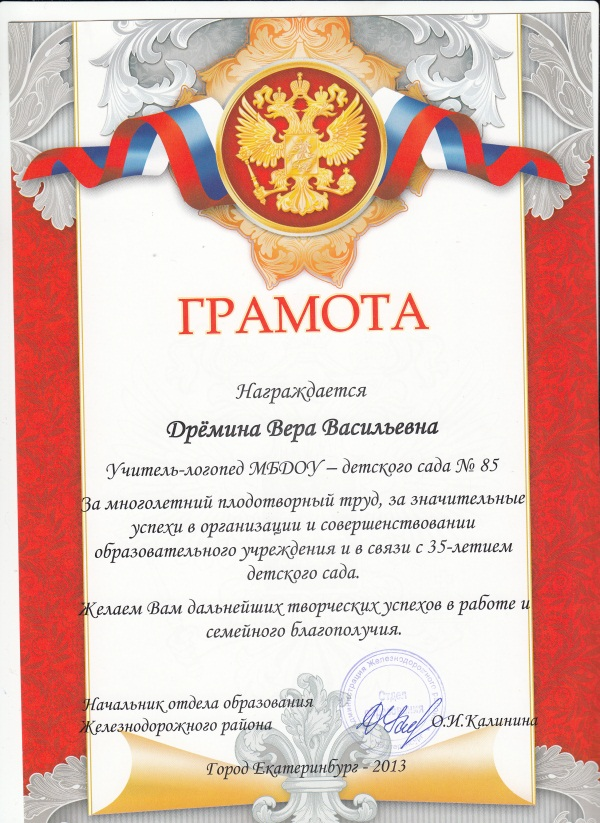 ГРАМОТА
Награждается
Дрёмина Вера Васильевна
Учитель-логопед МБДОУ – детского сада № 85
За многолетний плодотворный труд, за значительные
успехи в организации и совершенствовании
образовательного учреждения и в связи с 35-летием
детского сада.
Желаем Вам дальнейших творческих успехов в работе и
семейного благополучия.
Железнодорожного
Отдел
Начальник отдела образования
Железнодорожного района
О.И.Калинина
Город Екатеринбург - 2013